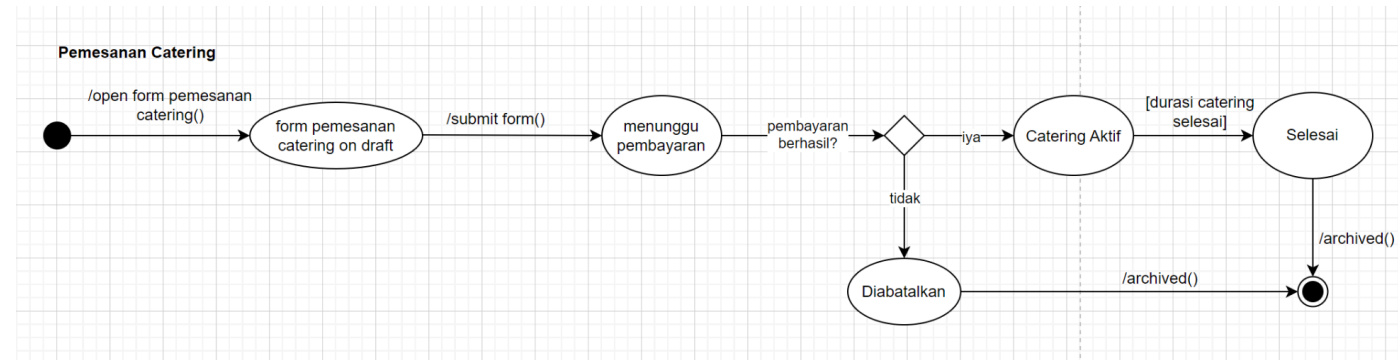 Pemesanan Catering
/open form pemesanan
catering()
form pemesanan
catering on draft
/submit form()
menunggu
pembayaran
pembayaran
berhasil?
iya
Catering Aktif
[durasi catering
selesai]
Selesai
tidak
/archived()
Diabatalkan
/archived()